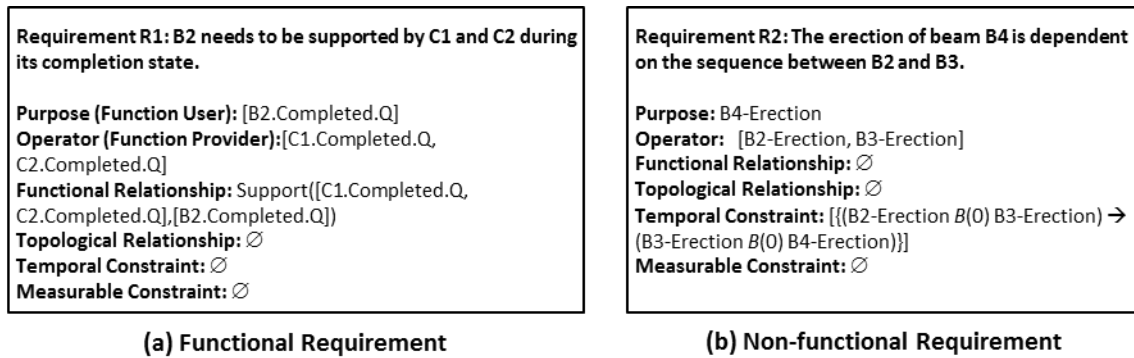 Requirement R1: B2 needs to be supported by C1 and C2 during
its completion state.
Purpose (Function User): [B2.Completed.Q]
Operator (Function Provider):[C1.Completed.Q,
C2.Completed.Q]
Functional Relationship: Support([C1.Completed.Q,
C2.Completed.Q],[B2.Completed.Q])
Topological Relationship: ∅
Temporal Constraint: ∅
Measurable Constraint: ∅
(a) Functional Requirement
Requirement R2: The erection of beam B4 is dependent
on the sequence between B2 and B3.
Purpose: B4-Erection
Operator: [B2-Erection, B3-Erection]
Functional Relationship: ∅
Topological Relationship: ∅
Temporal Constraint: [{(B2-Erection B(0) B3-Erection) →
(B3-Erection B(0) B4-Erection)}]
Measurable Constraint: ∅
(b) Non-functional Requirement